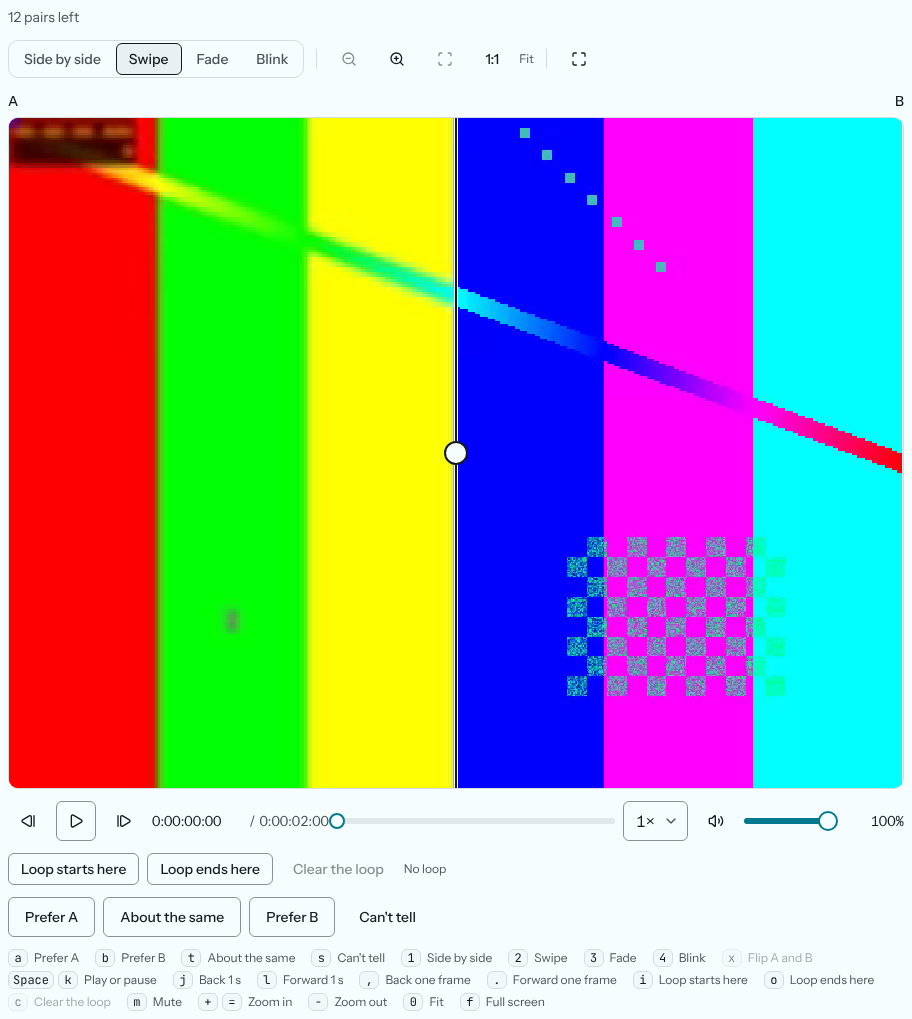 12 pairs left
Side by side Swipe Fade Blink 1:1 Fit
A B
0:00:00:00 / 0:00:02:00 1× 100%
Loop starts here Loop ends here Clear the loop No loop
Prefer A About the same Prefer B Can't tell
a Prefer A b Prefer B t About the same s Can't tell 1 Side by side 2 Swipe 3 Fade 4 Blink x Flip A and B
Space k Play or pause j Back 1 s l Forward 1 s , Back one frame . Forward one frame i Loop starts here o Loop ends here
c Clear the loop m Mute + = Zoom in - Zoom out 0 Fit f Full screen